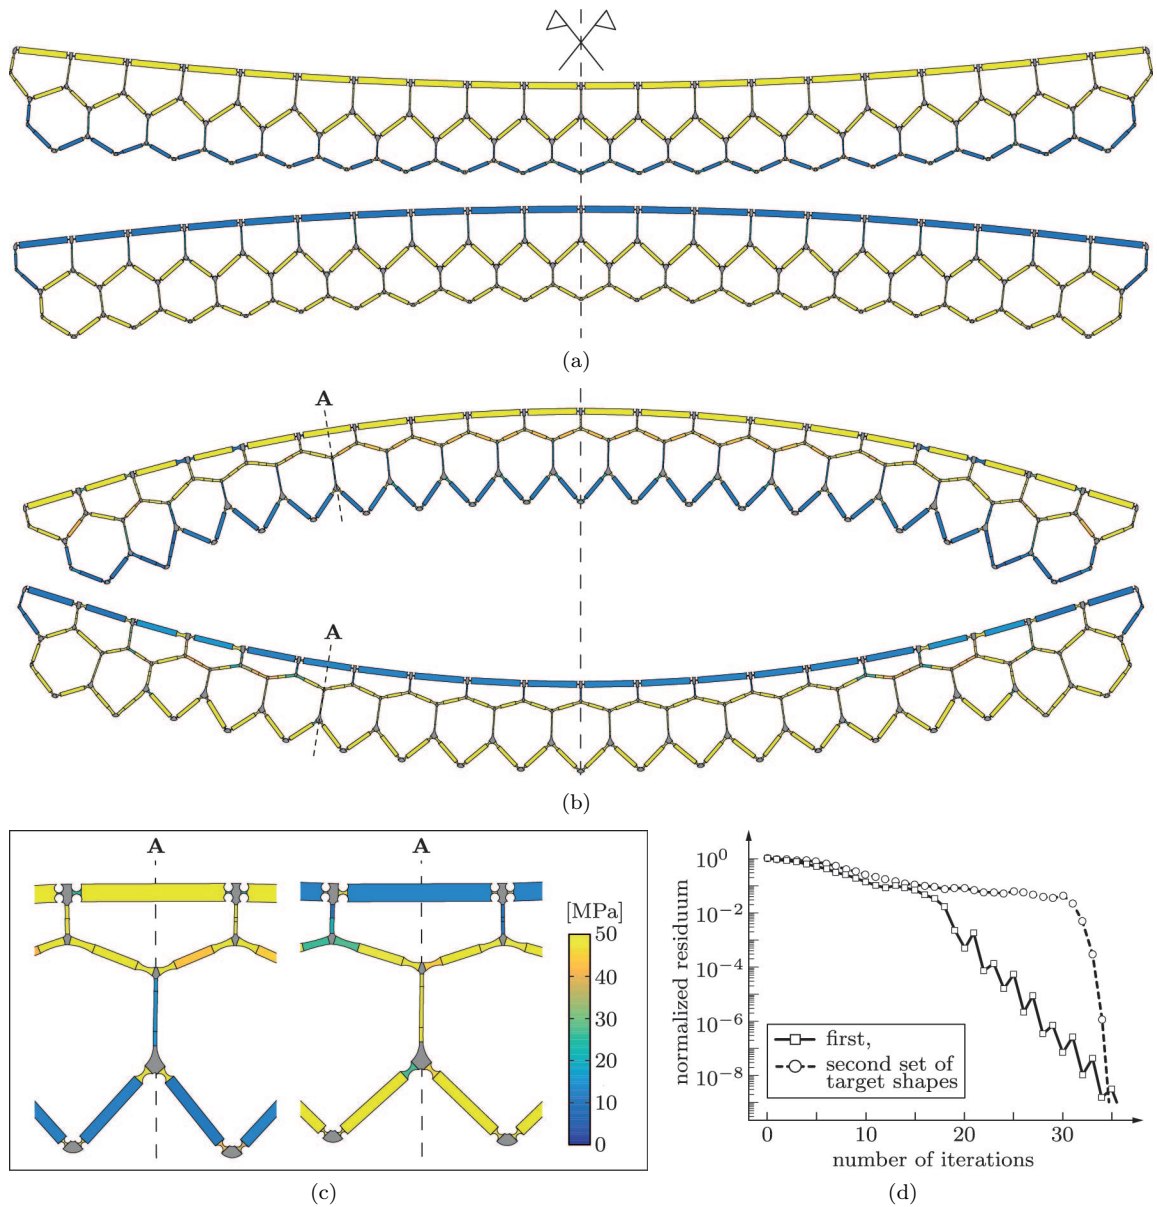 (a)
A
A
(b)
A
A
[MPa]
50
40
30
20
10
0
(c)
normalized residuum
10^0
10^-2
10^-4
10^-6
10^-8
first,
second set of
target shapes
0
10
20
30
number of iterations
(d)